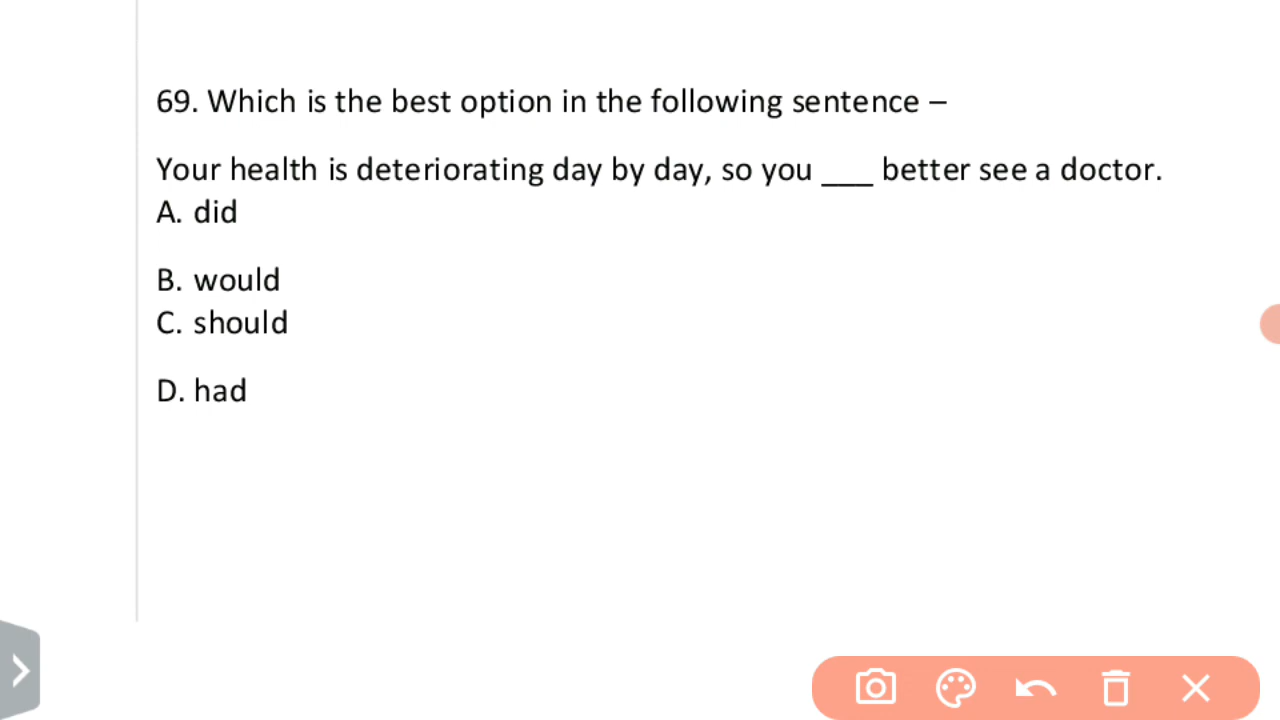 69. Which is the best option in the following sentence –
Your health is deteriorating day by day, so you ___ better see a doctor.
A. did
B. would
C. should
D. had